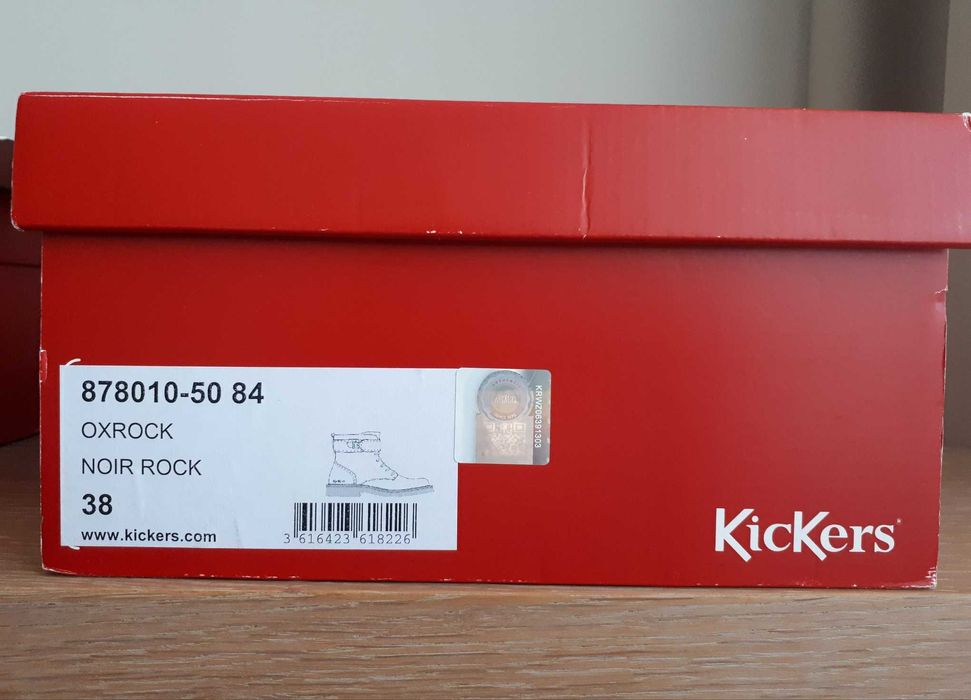 878010-50 84
OXROCK
NOIR ROCK
38
www.kickers.com
3 616423 618226
KRWZ06391303
KicKers